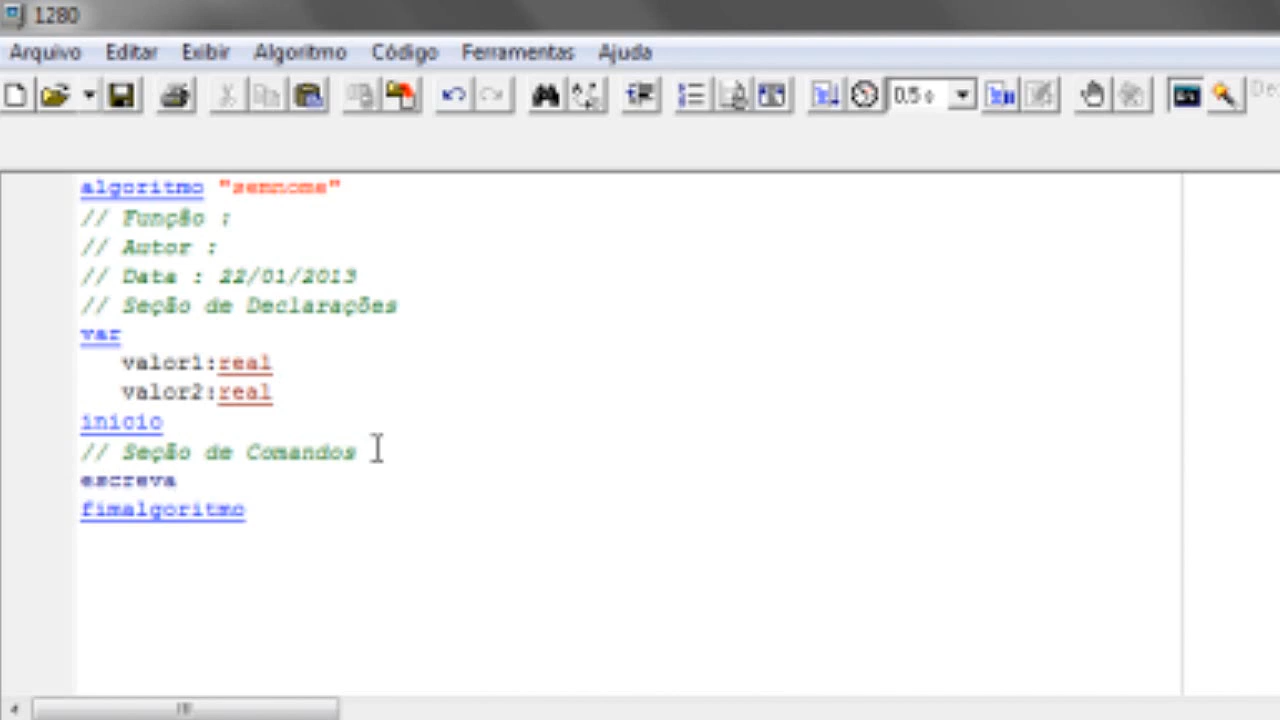 1280
Arquivo Editar Exibir Algoritmo Código Ferramentas Ajuda
0.5 s
algoritmo "semnome"
// Função :
// Autor :
// Data : 22/01/2013
// Seção de Declarações
var
valor1:real
valor2:real
inicio
// Seção de Comandos
escreva
fimalgoritmo